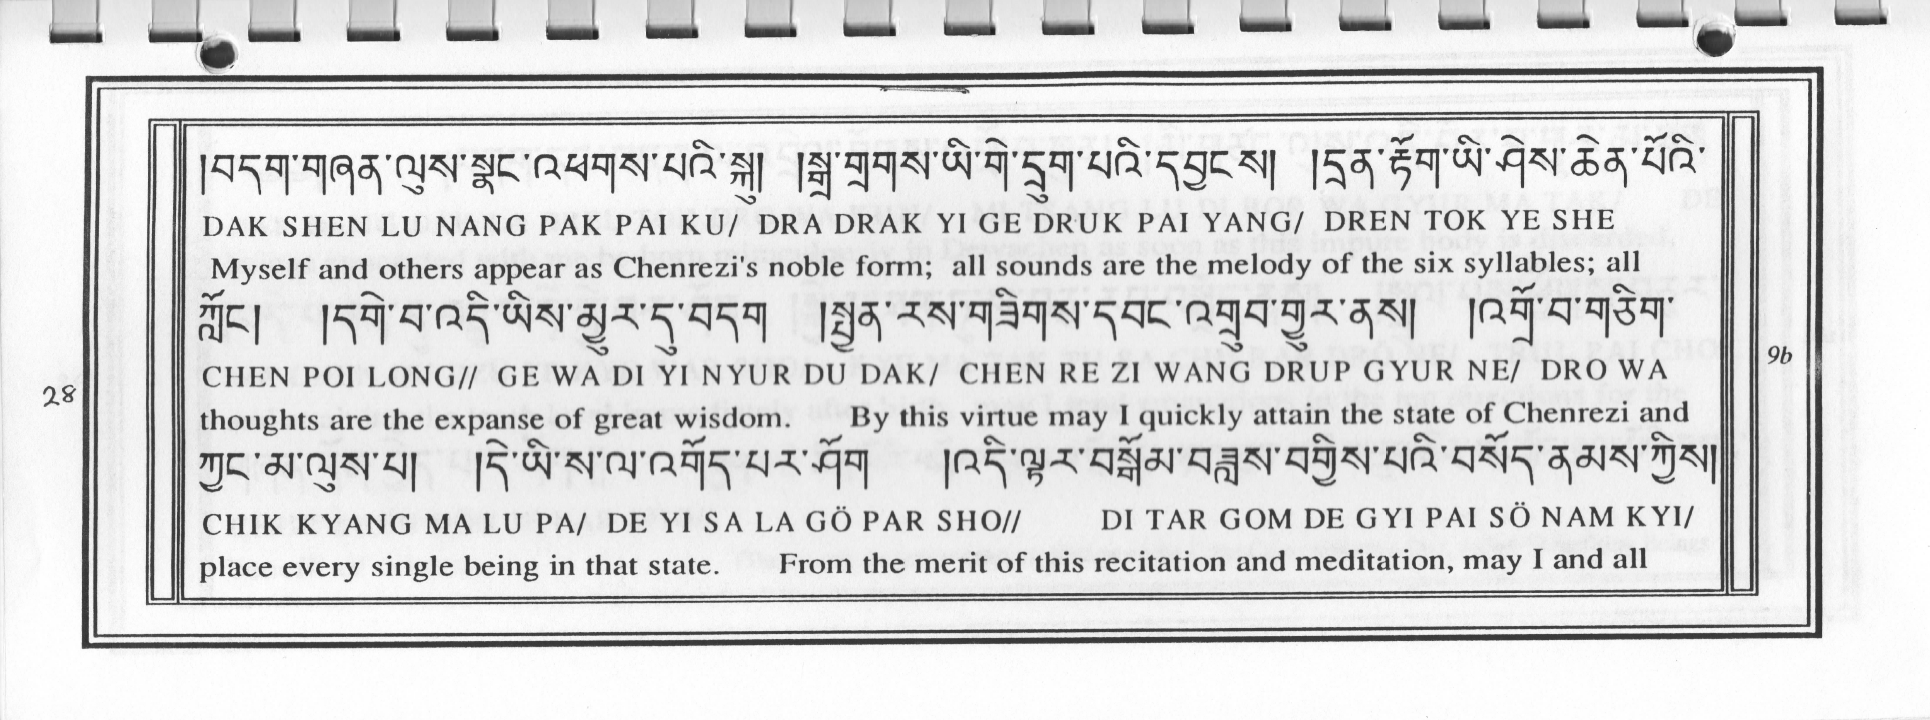 །བདག་གཞན་ལུས་སྣང་འཕགས་པའི་སྐུ། །སྒྲ་གྲགས་ཡི་གེ་དྲུག་པའི་དབྱངས། །དྲན་རྟོག་ཡེ་ཤེས་ཆེན་པོའི་
DAK SHEN LU NANG PAK PAI KU/ DRA DRAK YI GE DRUK PAI YANG/ DREN TOK YE SHE
Myself and others appear as Chenrezi's noble form; all sounds are the melody of the six syllables; all
ཀློང། །དགེ་བ་འདི་ཡིས་མྱུར་དུ་བདག །སྤྱན་རས་གཟིགས་དབང་འགྲུབ་གྱུར་ནས། །འགྲོ་བ་གཅིག་
CHEN POI LONG// GE WA DI YI NYUR DU DAK/ CHEN RE ZI WANG DRUP GYUR NE/ DRO WA
28
9b
thoughts are the expanse of great wisdom. By this virtue may I quickly attain the state of Chenrezi and
ཀྱང་མ་ལུས་པ། །དེ་ཡི་ས་ལ་འགོད་པར་ཤོག །འདི་ལྟར་བསྒོམ་བཟླས་བགྱིས་པའི་བསོད་ནམས་ཀྱིས།
CHIK KYANG MA LU PA/ DE YI SA LA GÖ PAR SHO// DI TAR GOM DE GYI PAI SÖ NAM KYI/
place every single being in that state. From the merit of this recitation and meditation, may I and all